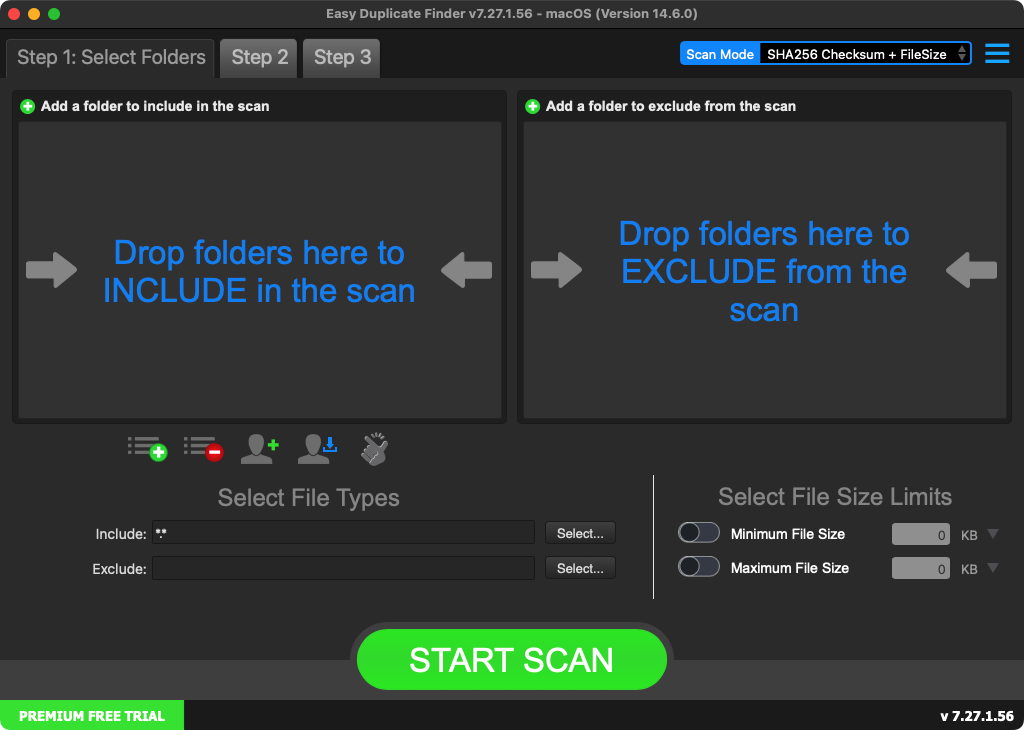 Easy Duplicate Finder v7.27.1.56 - macOS (Version 14.6.0)
Step 1: Select Folders
Step 2
Step 3
Scan Mode
SHA256 Checksum + FileSize
Add a folder to include in the scan
Add a folder to exclude from the scan
Drop folders here to
INCLUDE in the scan
Drop folders here to
EXCLUDE from the
scan
Select File Types
Include:
*.*
Select...
Exclude:
Select...
Select File Size Limits
Minimum File Size
0
KB
Maximum File Size
0
KB
START SCAN
PREMIUM FREE TRIAL
v 7.27.1.56